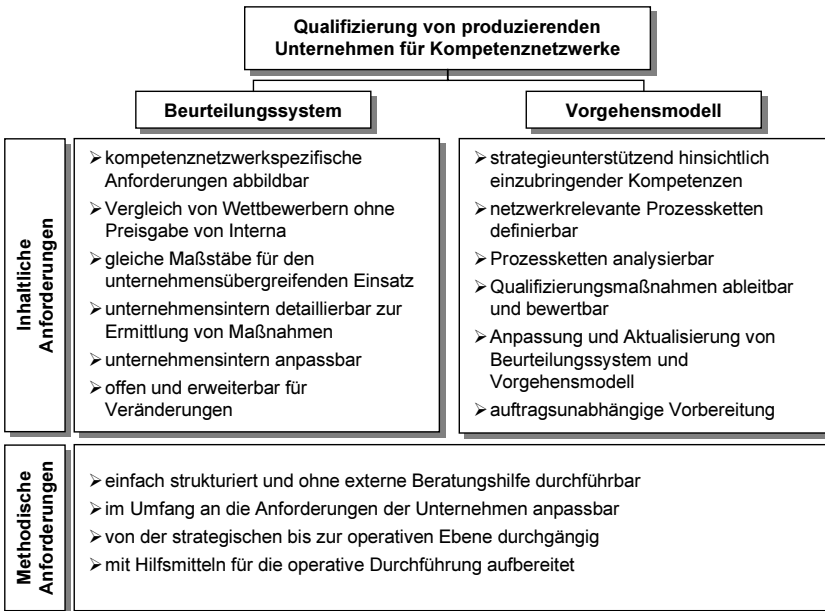 Qualifizierung von produzierenden
Unternehmen für Kompetenznetzwerke
Beurteilungssystem
Vorgehensmodell
Inhaltliche
Anforderungen
➢kompetenznetzwerkspezifische
Anforderungen abbildbar
➢Vergleich von Wettbewerbern ohne
Preisgabe von Interna
➢gleiche Maßstäbe für den
unternehmensübergreifenden Einsatz
➢unternehmensintern detaillierbar zur
Ermittlung von Maßnahmen
➢unternehmensintern anpassbar
➢offen und erweiterbar für
Veränderungen
➢strategieunterstützend hinsichtlich
einzubringender Kompetenzen
➢netzwerkrelevante Prozessketten
definierbar
➢Prozessketten analysierbar
➢Qualifizierungsmaßnahmen ableitbar
und bewertbar
➢Anpassung und Aktualisierung von
Beurteilungssystem und
Vorgehensmodell
➢auftragsunabhängige Vorbereitung
Methodische
Anforderungen
➢einfach strukturiert und ohne externe Beratungshilfe durchführbar
➢im Umfang an die Anforderungen der Unternehmen anpassbar
➢von der strategischen bis zur operativen Ebene durchgängig
➢mit Hilfsmitteln für die operative Durchführung aufbereitet